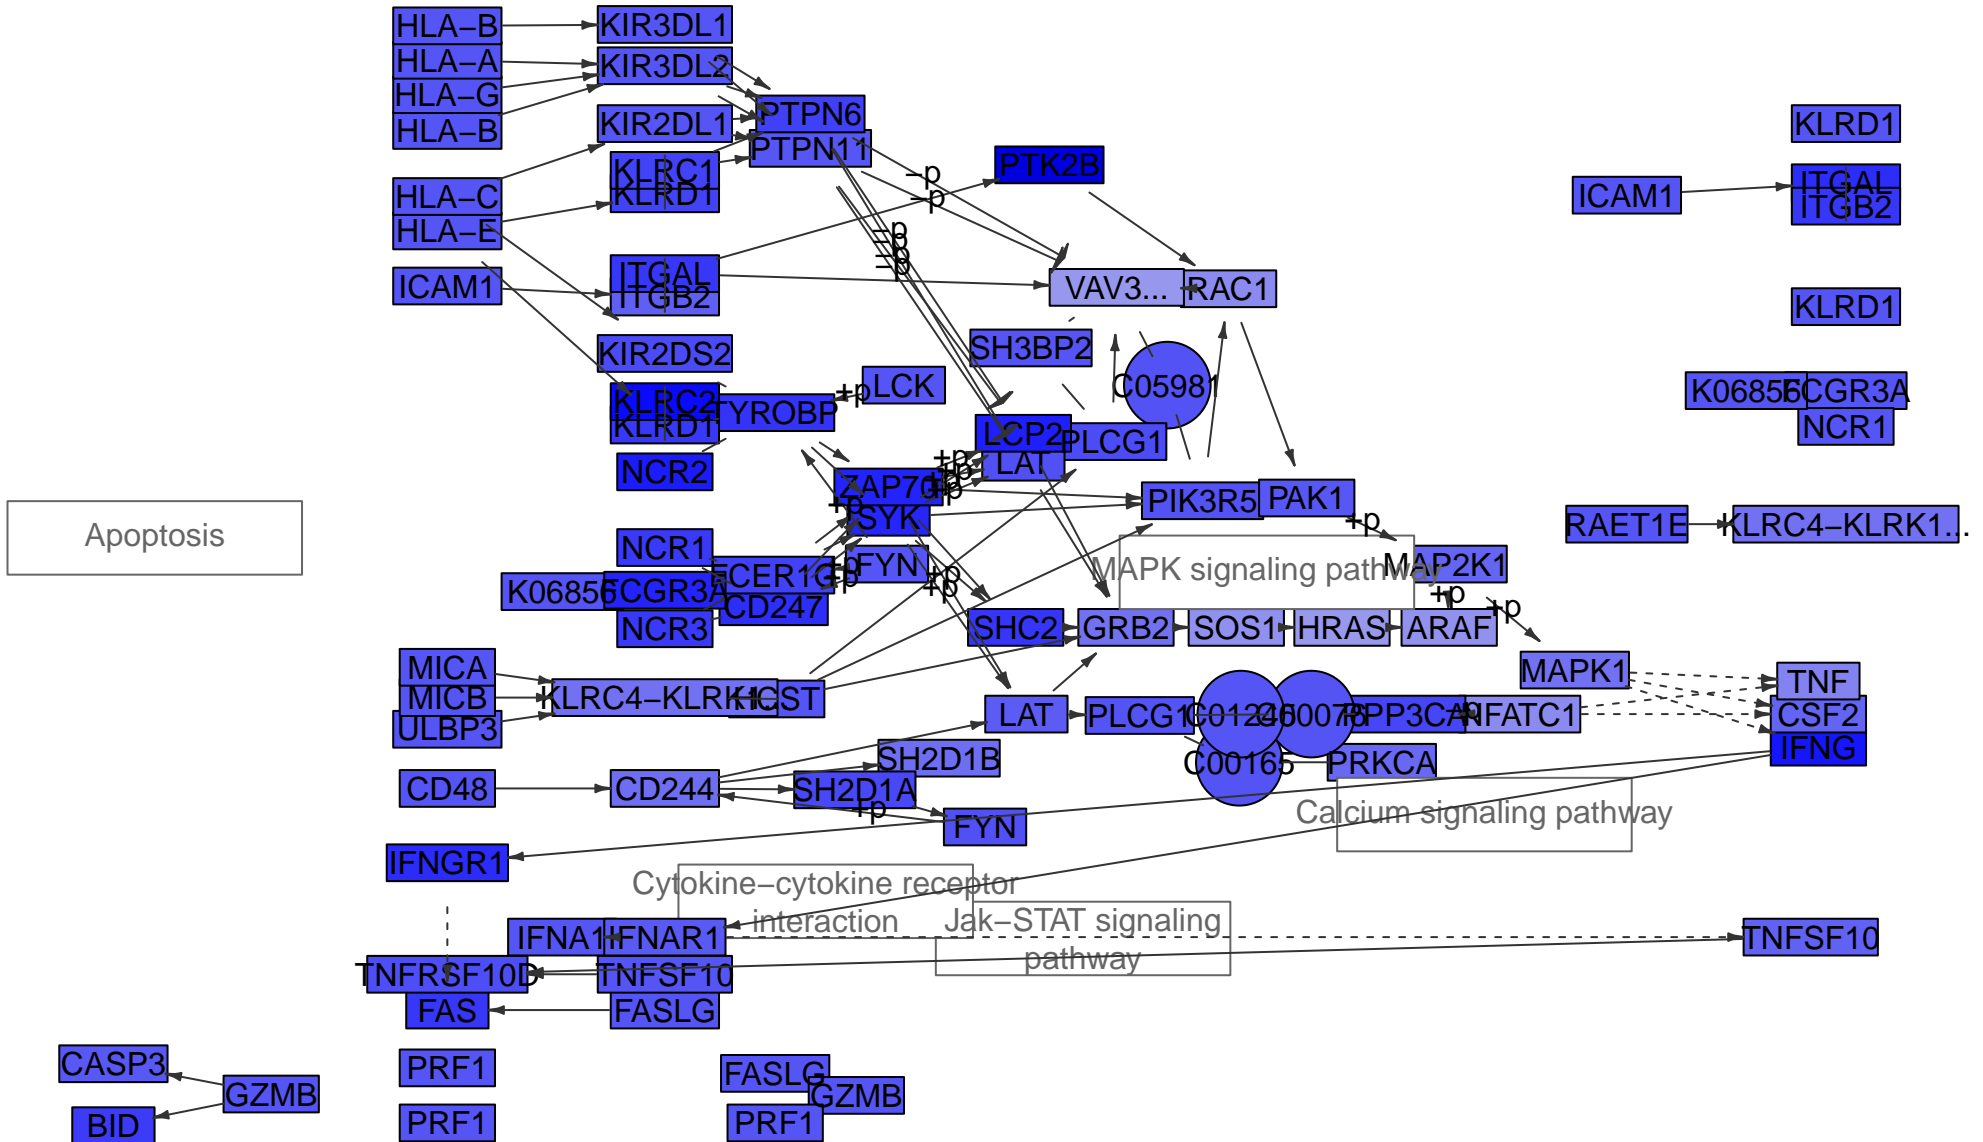 HLA−B
KIR3DL1
HLA−A
KIR3DL2
HLA−G
HLA−B
PTPN6
KIR2DL1
PTPN11
KLRD1
KLRC1
KLRD1
PTK2B
−p
−p
ITGAL
ITGB2
ICAM1
HLA−C
HLA−E
−p
−p
−p
−p
ICAM1
ITGAL
ITGB2
VAV3...
RAC1
KLRD1
KIR2DS2
SH3BP2
C05981
LCK
+p
KLRC2
KLRD1
TYROBP
K06856
FCGR3A
NCR1
LCP2
LAT
PLCG1
NCR2
+p
+p
+p
+p
ZAP70
SYK
+p
PIK3R5
PAK1
+p
RAET1E
KLRC4−KLRK1...
Apoptosis
NCR1
FCER1G
FYN
+p
+p
+p
+p
MAPK signaling pathway
MAP2K1
K06856
FCGR3A
CD247
NCR3
+p
+p
SHC2
GRB2
SOS1
HRAS
ARAF
MICA
MICB
ULBP3
KLRC4−KLRK1...
HCST
MAPK1
TNF
CSF2
IFNG
LAT
PLCG1
C01245
C00076
PPP3CA
−p
NFATC1
C00165
PRKCA
SH2D1B
CD48
CD244
SH2D1A
+p
FYN
Calcium signaling pathway
IFNGR1
Cytokine−cytokine receptor
interaction
Jak−STAT signaling
pathway
IFNA1
IFNAR1
TNFSF10
TNFRSF10D
TNFSF10
FAS
FASLG
CASP3
GZMB
BID
PRF1
PRF1
FASLG
GZMB
PRF1